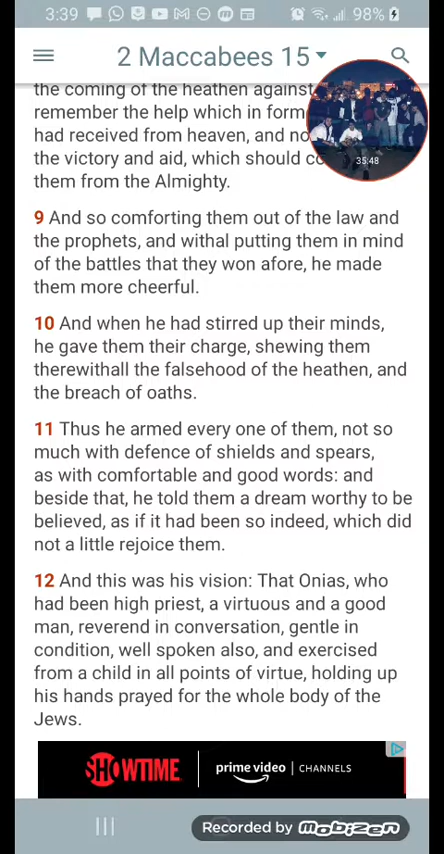 3:39 98%
2 Maccabees 15
the coming of the heathen against
remember the help which in form
had received from heaven, and no
the victory and aid, which should co
them from the Almighty.
35:48
9 And so comforting them out of the law and
the prophets, and withal putting them in mind
of the battles that they won afore, he made
them more cheerful.
10 And when he had stirred up their minds,
he gave them their charge, shewing them
therewithall the falsehood of the heathen, and
the breach of oaths.
11 Thus he armed every one of them, not so
much with defence of shields and spears,
as with comfortable and good words: and
beside that, he told them a dream worthy to be
believed, as if it had been so indeed, which did
not a little rejoice them.
12 And this was his vision: That Onias, who
had been high priest, a virtuous and a good
man, reverend in conversation, gentle in
condition, well spoken also, and exercised
from a child in all points of virtue, holding up
his hands prayed for the whole body of the
Jews.
SHOWTIME prime video | CHANNELS
Recorded by Mobizen